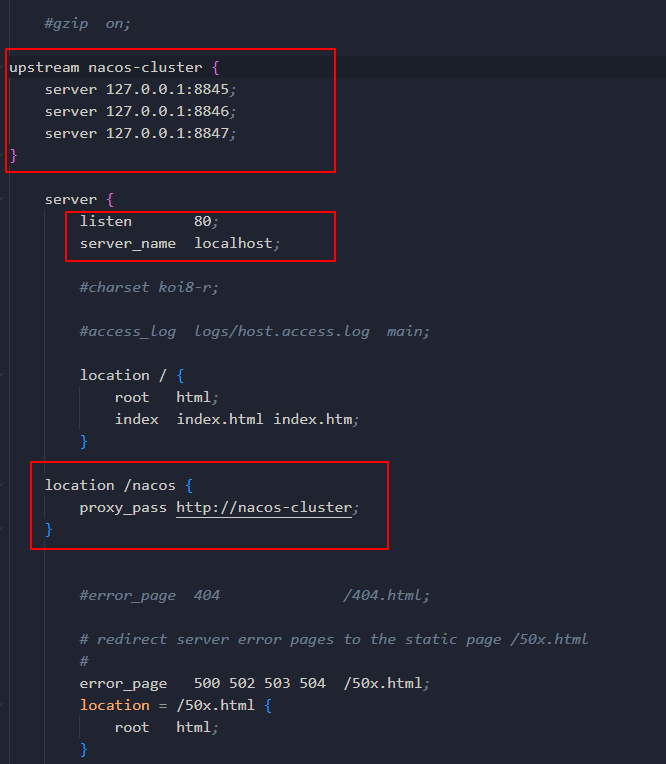 #gzip  on;
upstream nacos-cluster {
    server 127.0.0.1:8845;
    server 127.0.0.1:8846;
    server 127.0.0.1:8847;
}
    server {
        listen       80;
        server_name  localhost;
        #charset koi8-r;
        #access_log  logs/host.access.log  main;
        location / {
            root   html;
            index  index.html index.htm;
        }
    location /nacos {
        proxy_pass http://nacos-cluster;
    }
        #error_page  404              /404.html;
        # redirect server error pages to the static page /50x.html
        #
        error_page   500 502 503 504  /50x.html;
        location = /50x.html {
            root   html;
        }